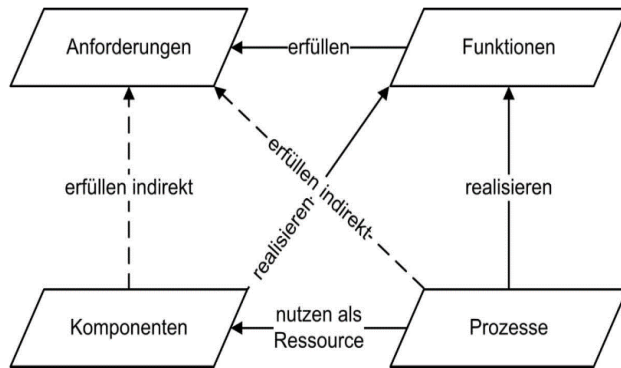 Anforderungen
erfüllen
Funktionen
erfüllen indirekt
erfüllen indirekt
realisieren
realisieren
Komponenten
nutzen als
Ressource
Prozesse